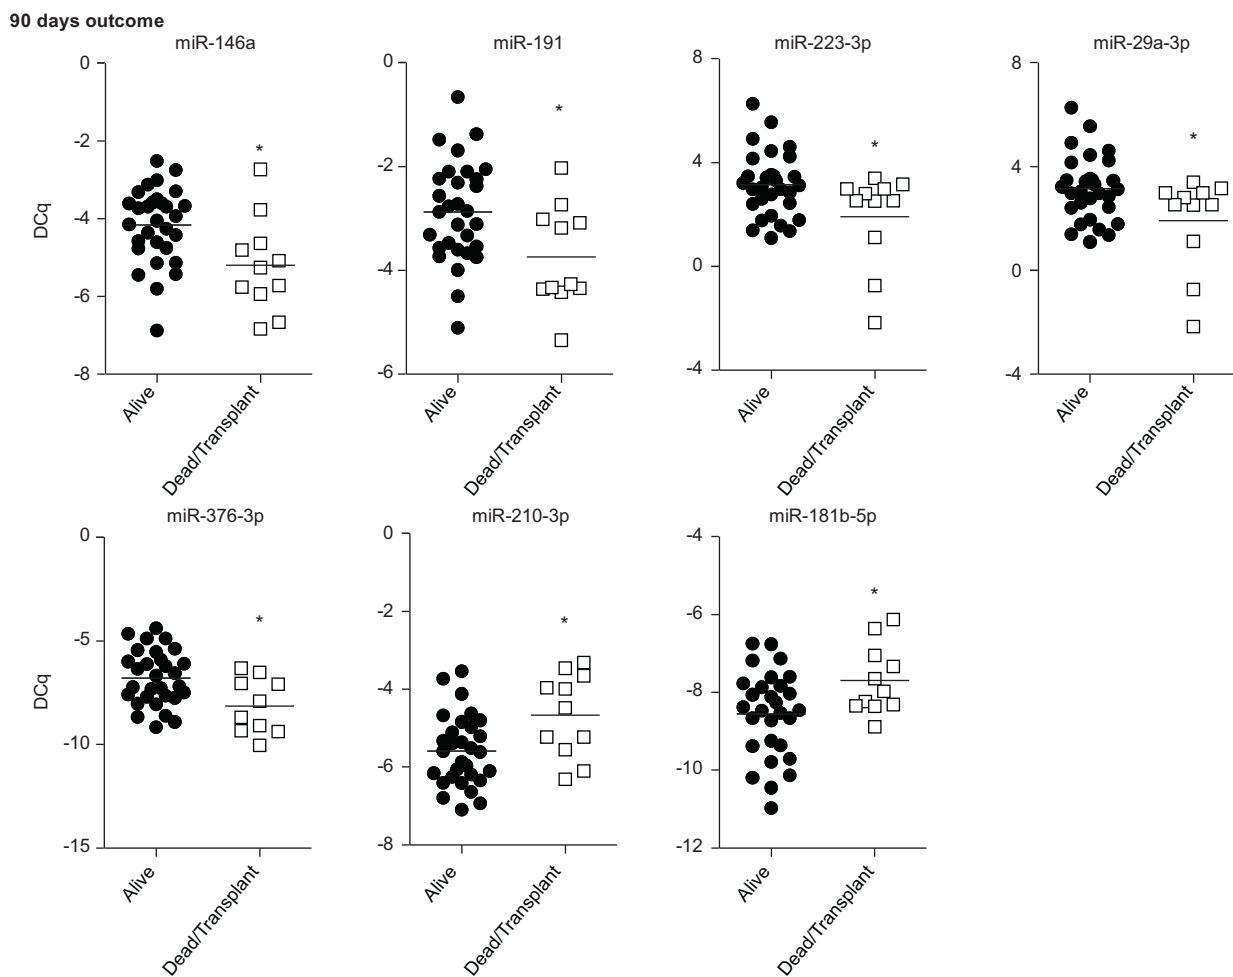 90 days outcome
miR-146a
DCq
0
-2
-4
-6
-8
*
Alive
Dead/Transplant
miR-191
0
-2
-4
-6
*
Alive
Dead/Transplant
miR-223-3p
8
4
0
-4
*
Alive
Dead/Transplant
miR-29a-3p
8
4
0
-4
*
Alive
Dead/Transplant
miR-376-3p
DCq
0
-5
-10
-15
*
Alive
Dead/Transplant
miR-210-3p
0
-2
-4
-6
-8
*
Alive
Dead/Transplant
miR-181b-5p
-4
-6
-8
-10
-12
*
Alive
Dead/Transplant